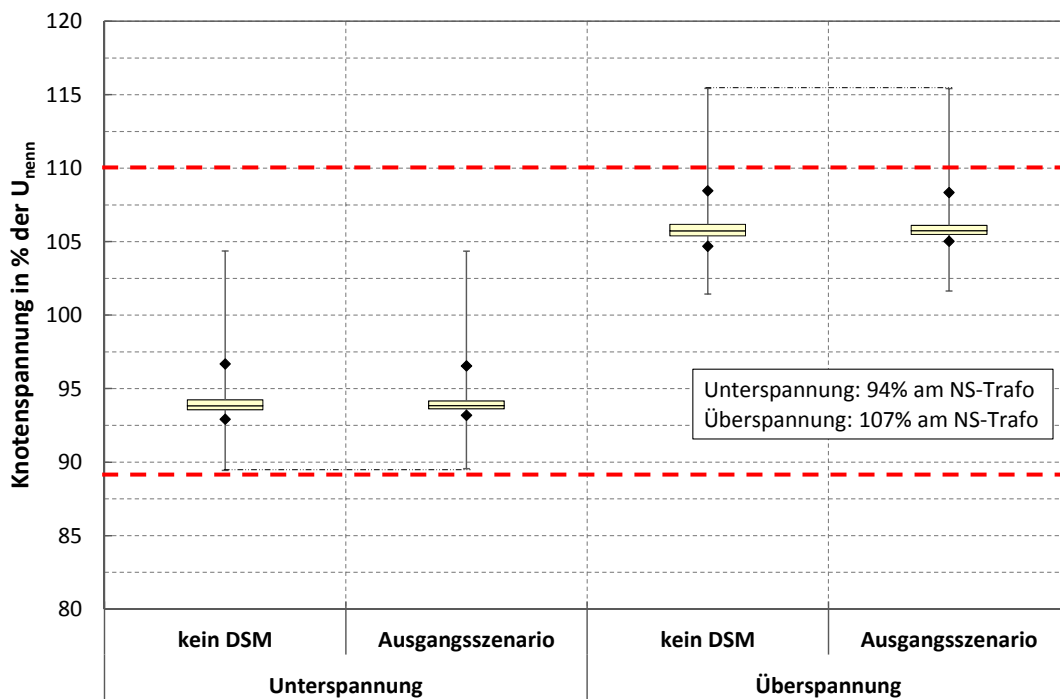 Knotenspannung in % der Unenn
120
115
110
105
100
95
90
85
80
Unterspannung: 94% am NS-Trafo
Überspannung: 107% am NS-Trafo
kein DSM
Ausgangsszenario
kein DSM
Ausgangsszenario
Unterspannung
Überspannung